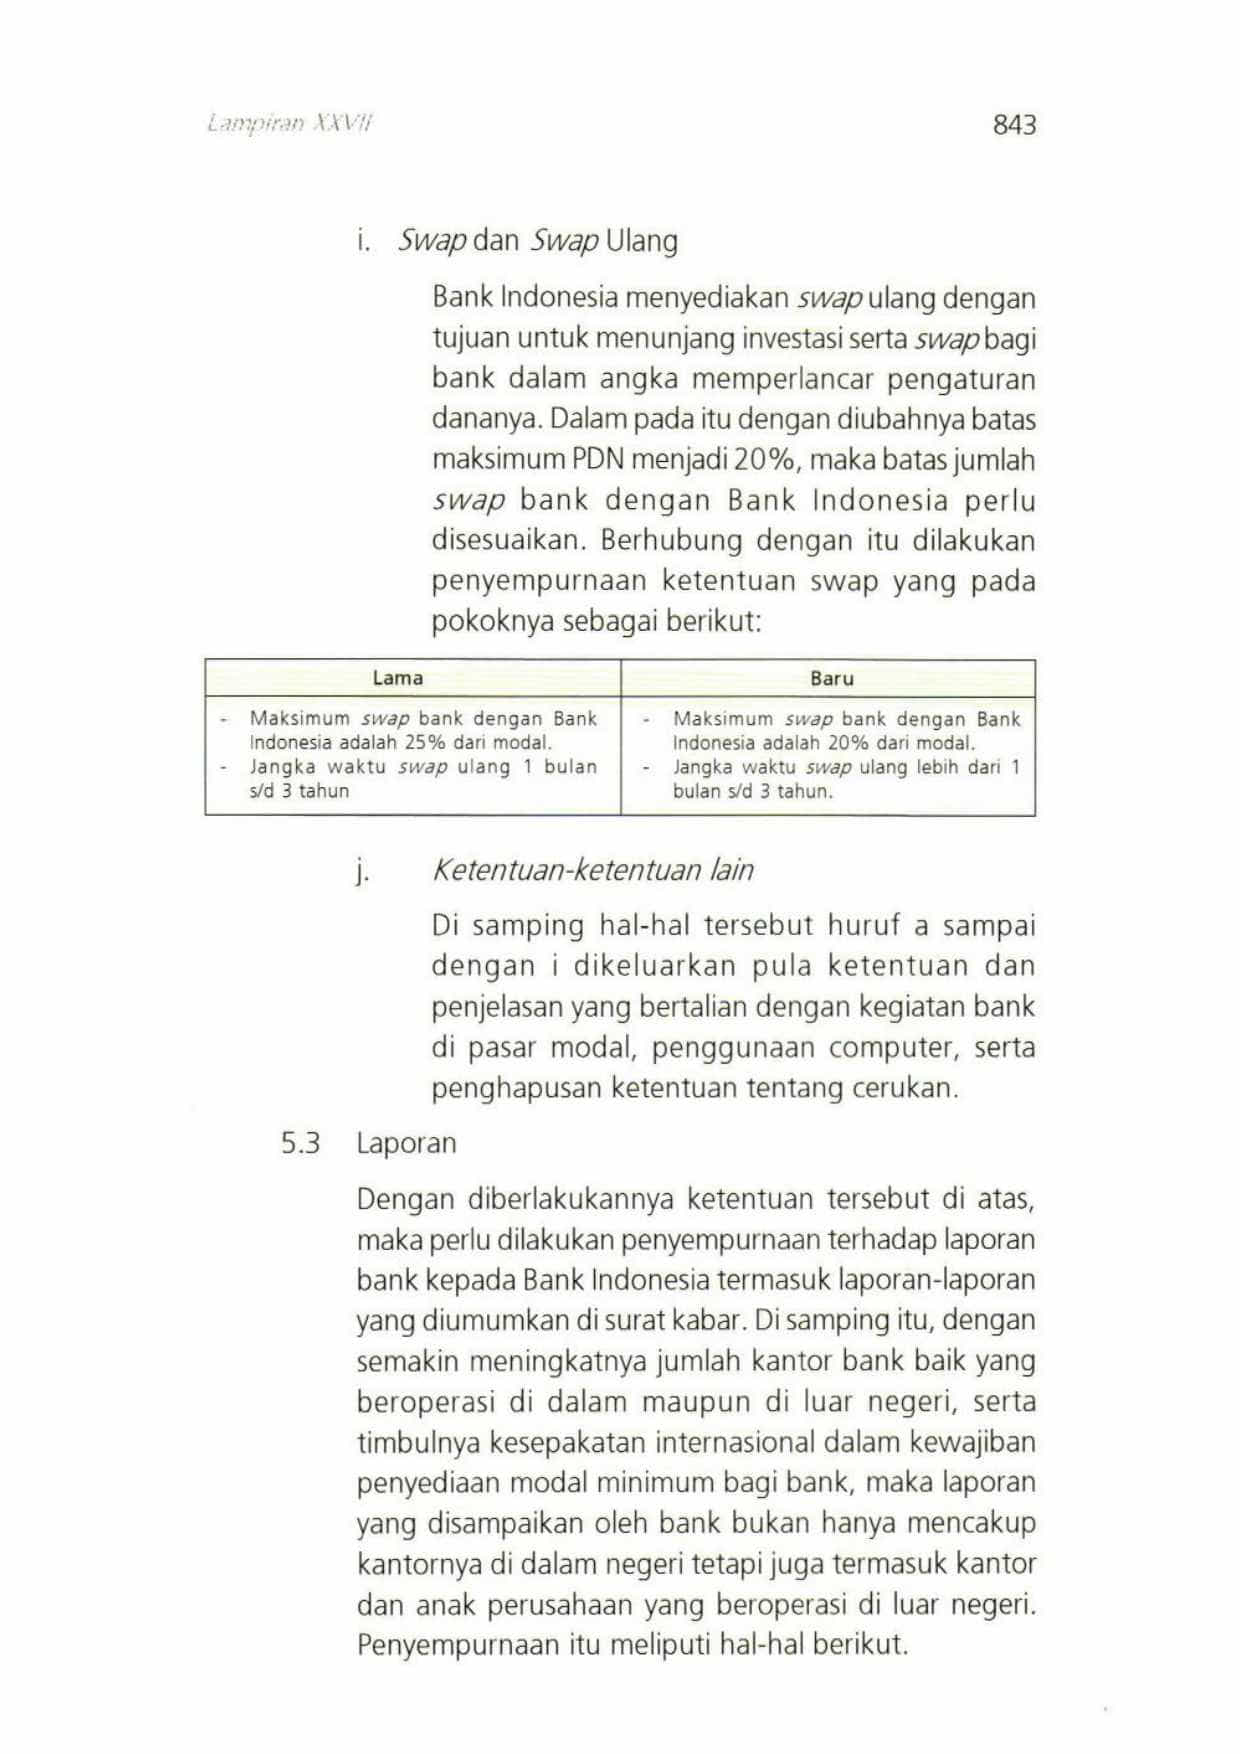 Lampiran XXVII
843
i. Swap dan Swap Ulang
Bank Indonesia menyediakan swap ulang dengan
tujuan untuk menunjang investasi serta swap bagi
bank dalam angka memperlancar pengaturan
dananya. Dalam pada itu dengan diubahnya batas
maksimum PDN menjadi 20%, maka batas jumlah
swap bank dengan Bank Indonesia perlu
disesuaikan. Berhubung dengan itu dilakukan
penyempurnaan ketentuan swap yang pada
pokoknya sebagai berikut:
Lama
- Maksimum swap bank dengan Bank
Indonesia adalah 25% dari modal.
- Jangka waktu swap ulang 1 bulan
s/d 3 tahun
Baru
- Maksimum swap bank dengan Bank
Indonesia adalah 20% dari modal.
- Jangka waktu swap ulang lebih dari 1
bulan s/d 3 tahun.
j. Ketentuan-ketentuan lain
Di samping hal-hal tersebut huruf a sampai
dengan i dikeluarkan pula ketentuan dan
penjelasan yang bertalian dengan kegiatan bank
di pasar modal, penggunaan computer, serta
penghapusan ketentuan tentang cerukan.
5.3 Laporan
Dengan diberlakukannya ketentuan tersebut di atas,
maka perlu dilakukan penyempurnaan terhadap laporan
bank kepada Bank Indonesia termasuk laporan-laporan
yang diumumkan di surat kabar. Di samping itu, dengan
semakin meningkatnya jumlah kantor bank baik yang
beroperasi di dalam maupun di luar negeri, serta
timbulnya kesepakatan internasional dalam kewajiban
penyediaan modal minimum bagi bank, maka laporan
yang disampaikan oleh bank bukan hanya mencakup
kantornya di dalam negeri tetapi juga termasuk kantor
dan anak perusahaan yang beroperasi di luar negeri.
Penyempurnaan itu meliputi hal-hal berikut.